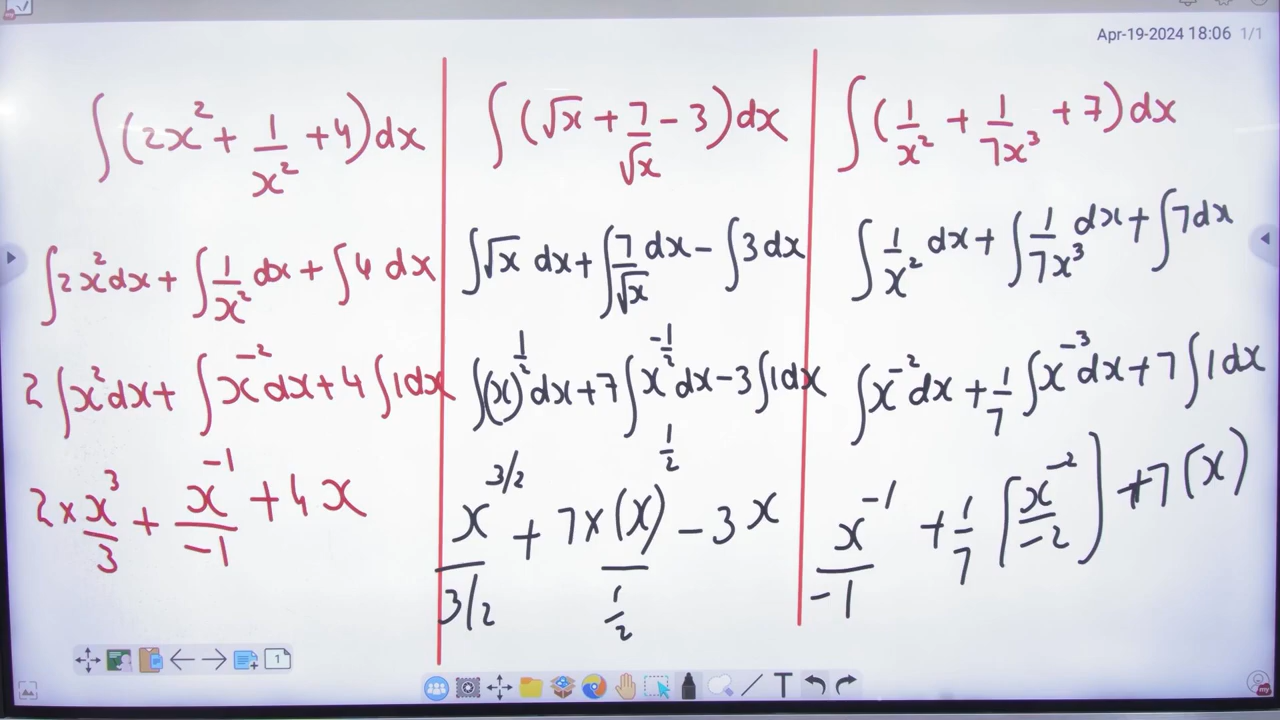 Apr-19-2024 18:06 1/1
∫(2x² + 1/x² + 4)dx
∫2x²dx + ∫1/x² dx + ∫4 dx
2∫x²dx + ∫x⁻²dx + 4∫1dx
2 × x³/3 + x⁻¹/-1 + 4x
∫(√x + 7/√x - 3)dx
∫√x dx + ∫7/√x dx - ∫3 dx
∫(x)^1/2 dx + 7∫x^-1/2 dx - 3∫1dx
x^3/2/3/2 + 7×(x)^1/2/1/2 - 3x
∫(1/x² + 1/7x³ + 7)dx
∫1/x² dx + ∫1/7x³ dx + ∫7dx
∫x⁻²dx + 1/7∫x⁻³dx + 7∫1dx
x⁻¹/-1 + 1/7[x⁻²/-2] + 7(x)
1
T